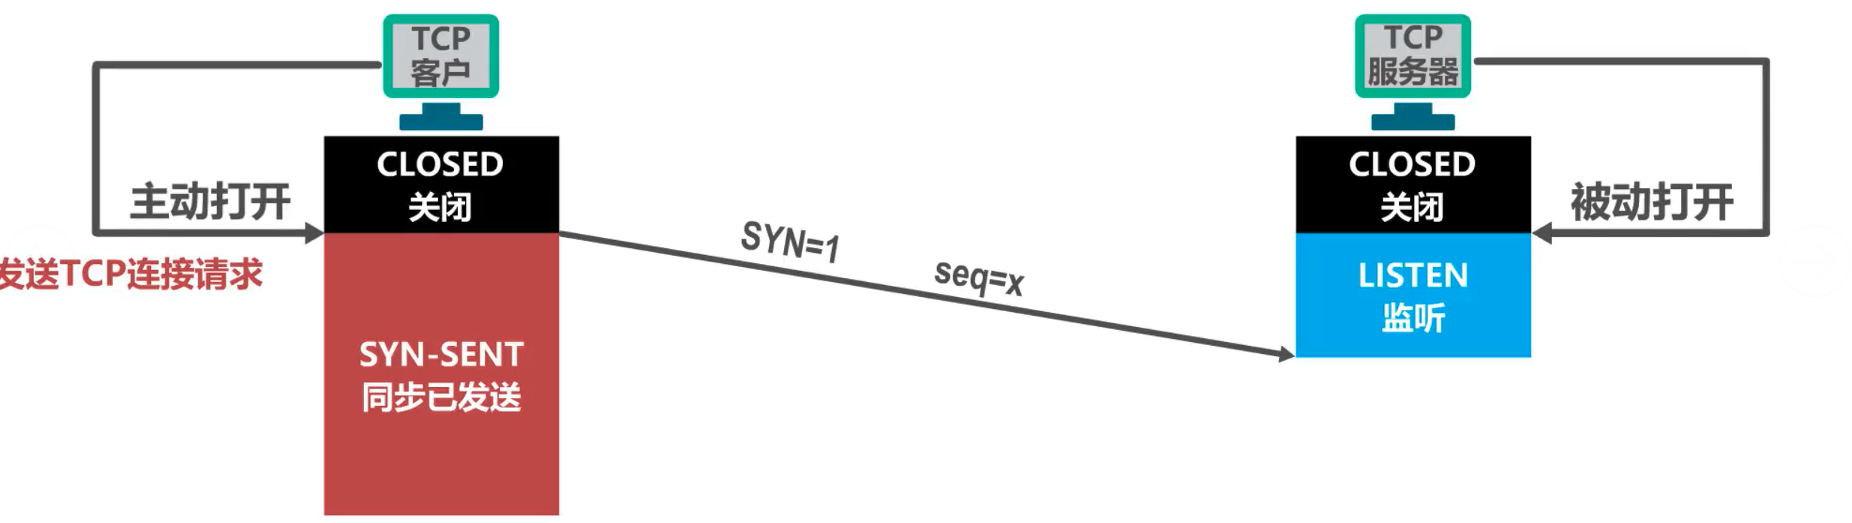 TCP
客户
TCP
服务器
CLOSED
关闭
CLOSED
关闭
主动打开
被动打开
发送TCP连接请求
SYN=1
seq=x
LISTEN
监听
SYN-SENT
同步已发送